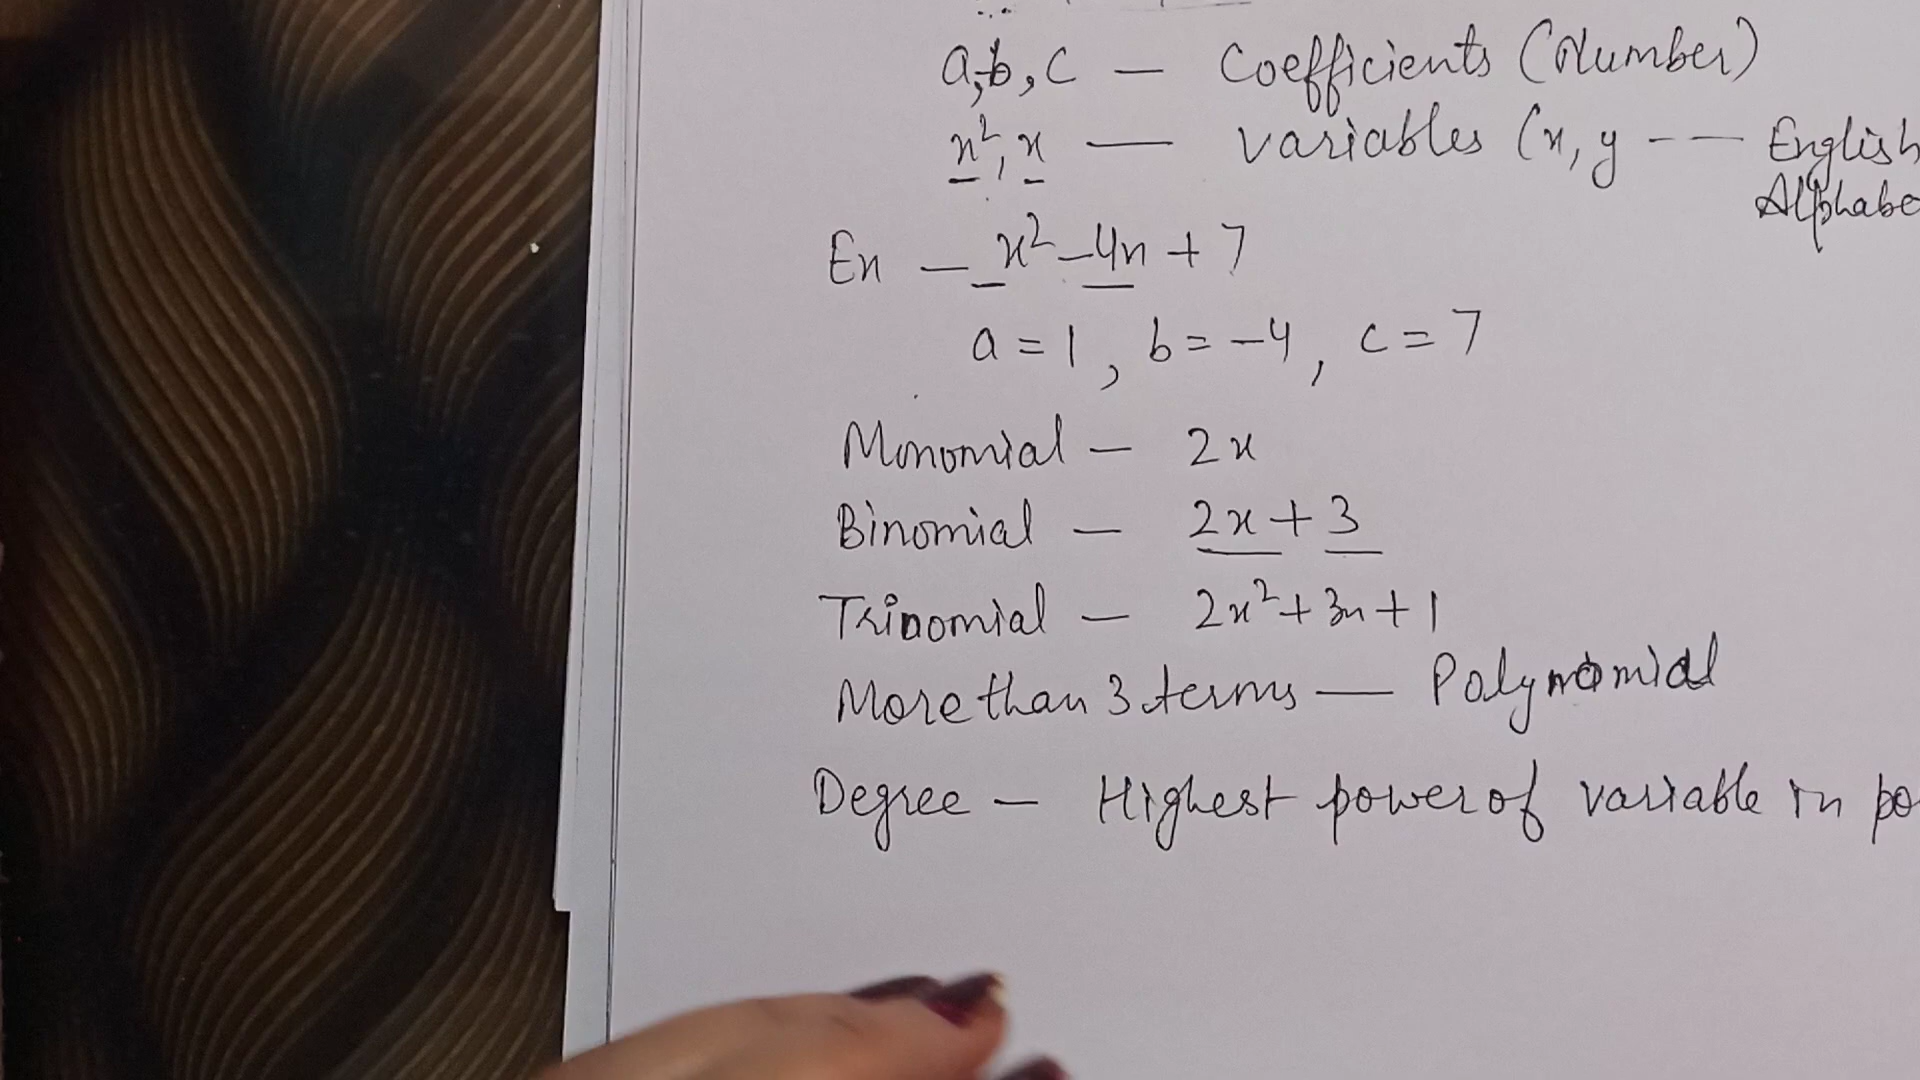 a, b, c — Coefficients (Number)
x², x — variables (x, y -- English
Alphabe
Ex — x² - 4x + 7
a = 1, b = -4, c = 7
Monomial — 2x
Binomial — 2x + 3
Trinomial — 2x² + 3x + 1
More than 3 terms — Polynomial
Degree — Highest power of variable in po